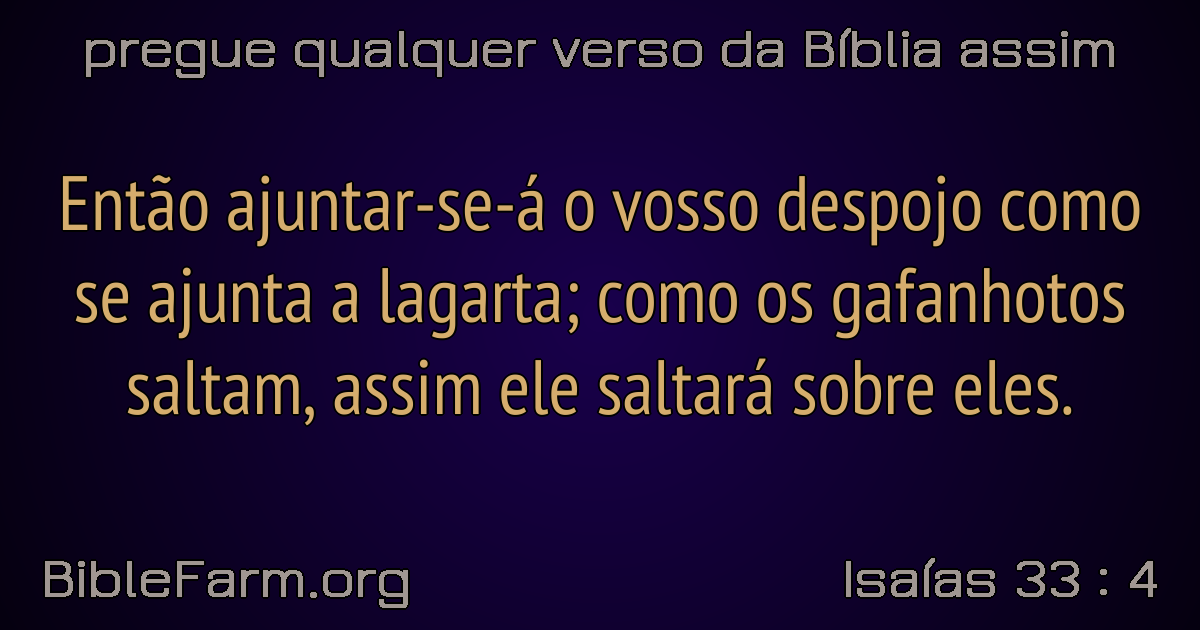 pregue qualquer verso da Bíblia assim
Então ajuntar-se-á o vosso despojo como
se ajunta a lagarta; como os gafanhotos
saltam, assim ele saltará sobre eles.
BibleFarm.org
Isaías 33 : 4